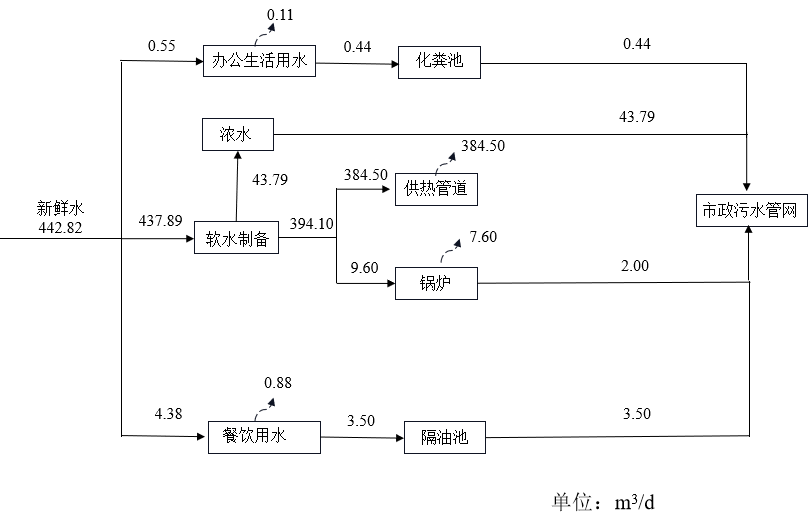 0.11
0.55
办公生活用水
0.44
化粪池
0.44
浓水
43.79
43.79
384.50
384.50
供热管道
新鲜水
442.82
437.89
软水制备
394.10
市政污水管网
7.60
9.60
锅炉
2.00
0.88
4.38
餐饮用水
3.50
隔油池
3.50
单位：m³/d